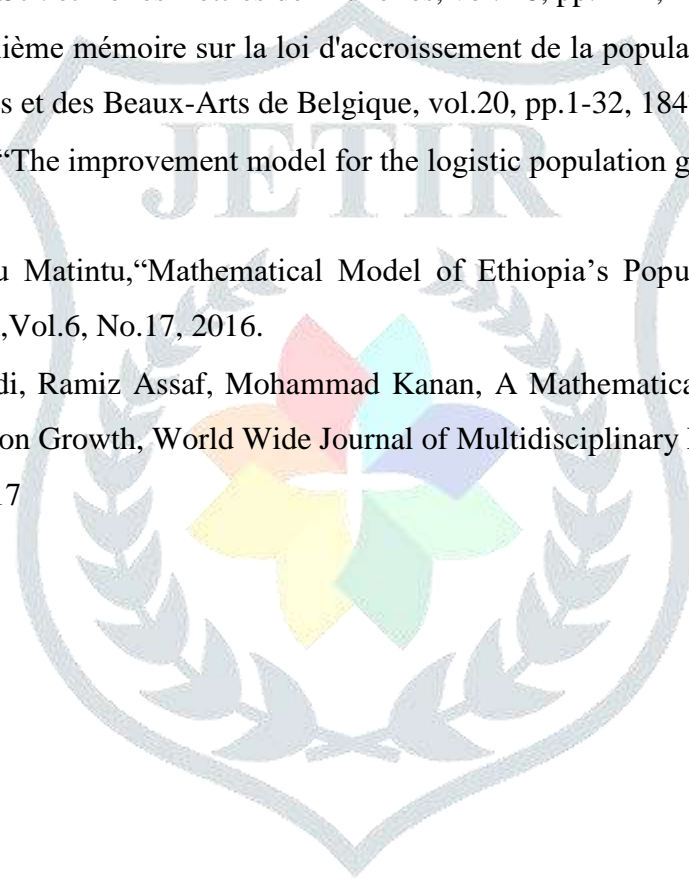 ième mémoire sur la loi d'accroissement de la popula
s et des Beaux-Arts de Belgique, vol.20, pp.1-32, 184
“The improvement model for the logistic population g
JETIR
u Matintu,“Mathematical Model of Ethiopia’s Popu
,Vol.6, No.17, 2016.
di, Ramiz Assaf, Mohammad Kanan, A Mathematica
on Growth, World Wide Journal of Multidisciplinary
17